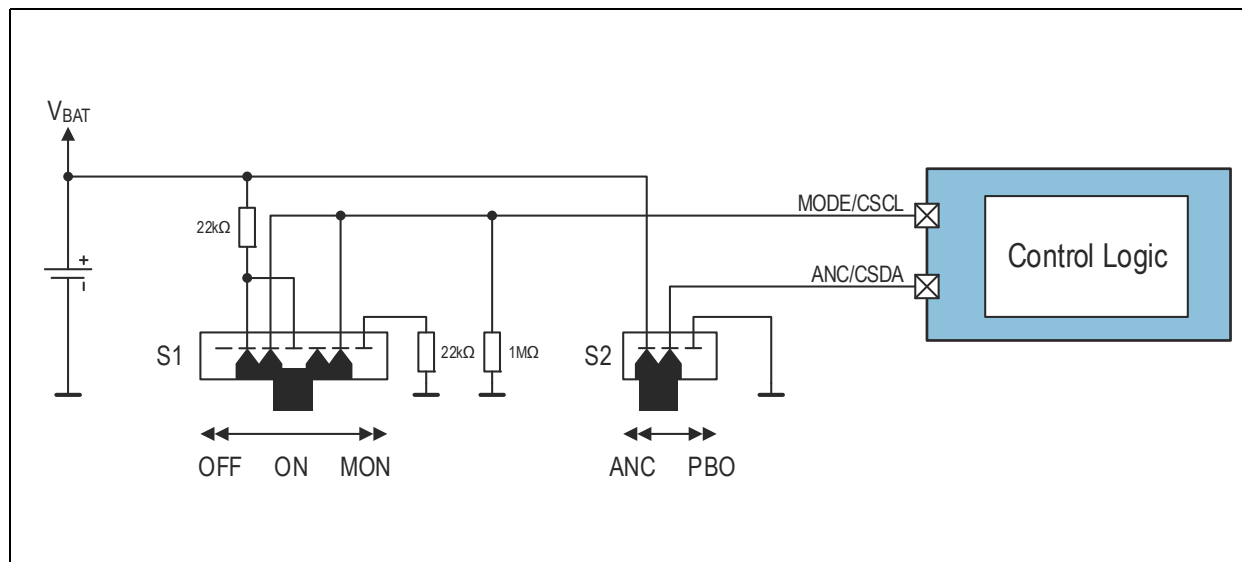 VBAT
+
−
22kΩ
MODE/CSCL
ANC/CSDA
Control Logic
S1
22kΩ
1MΩ
S2
OFF ON MON
ANC PBO